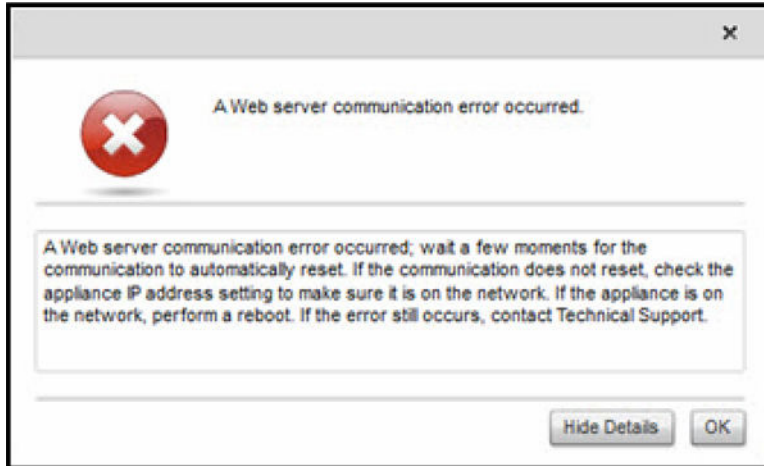 A Web server communication error occurred.
A Web server communication error occurred; wait a few moments for the
communication to automatically reset. If the communication does not reset, check the
appliance IP address setting to make sure it is on the network. If the appliance is on
the network, perform a reboot. If the error still occurs, contact Technical Support.
Hide Details OK